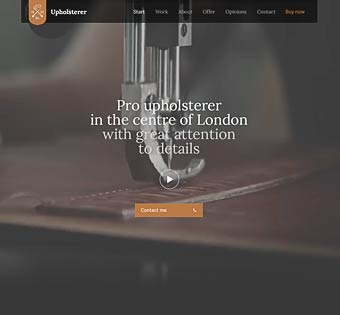 Upholsterer
Start Work About Offer Opinions Contact Buy now
Pro upholsterer
in the centre of London
with great attention
to details
Contact me